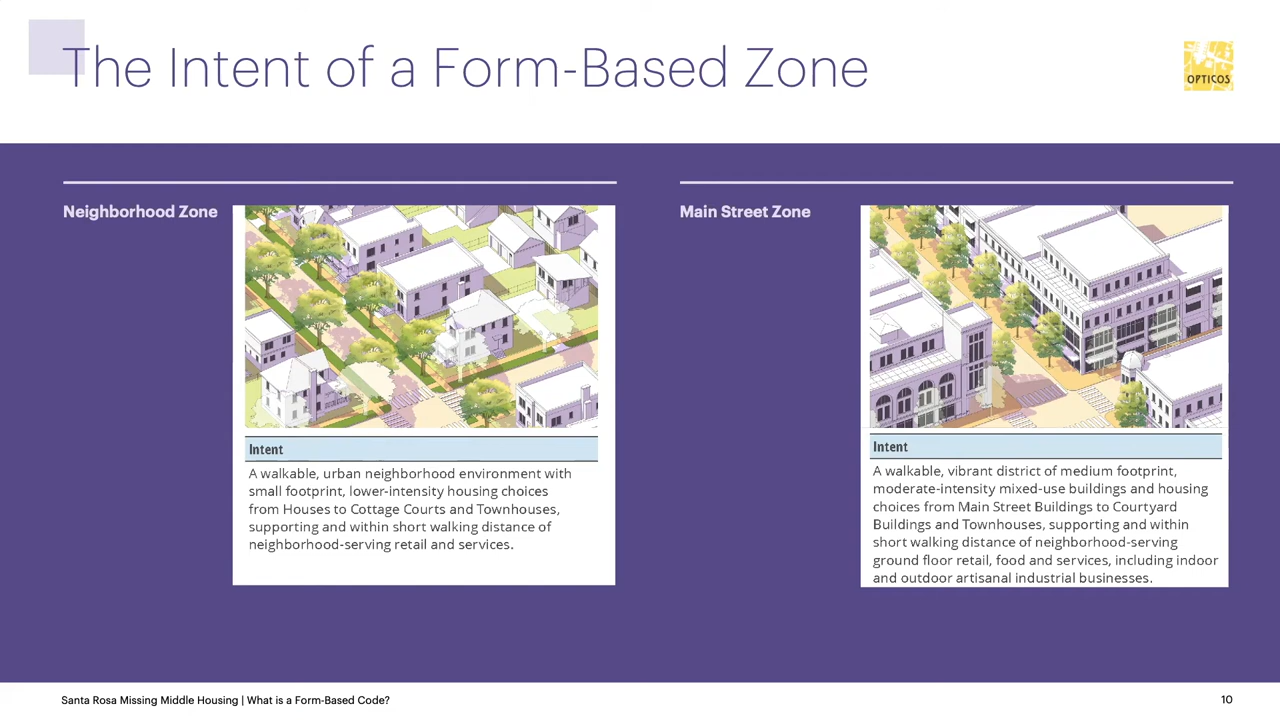 The Intent of a Form-Based Zone
OPTICOS
Neighborhood Zone
Intent
A walkable, urban neighborhood environment with
small footprint, lower-intensity housing choices
from Houses to Cottage Courts and Townhouses,
supporting and within short walking distance of
neighborhood-serving retail and services.
Main Street Zone
Intent
A walkable, vibrant district of medium footprint,
moderate-intensity mixed-use buildings and housing
choices from Main Street Buildings to Courtyard
Buildings and Townhouses, supporting and within
short walking distance of neighborhood-serving
ground floor retail, food and services, including indoor
and outdoor artisanal industrial businesses.
Santa Rosa Missing Middle Housing | What is a Form-Based Code?
10